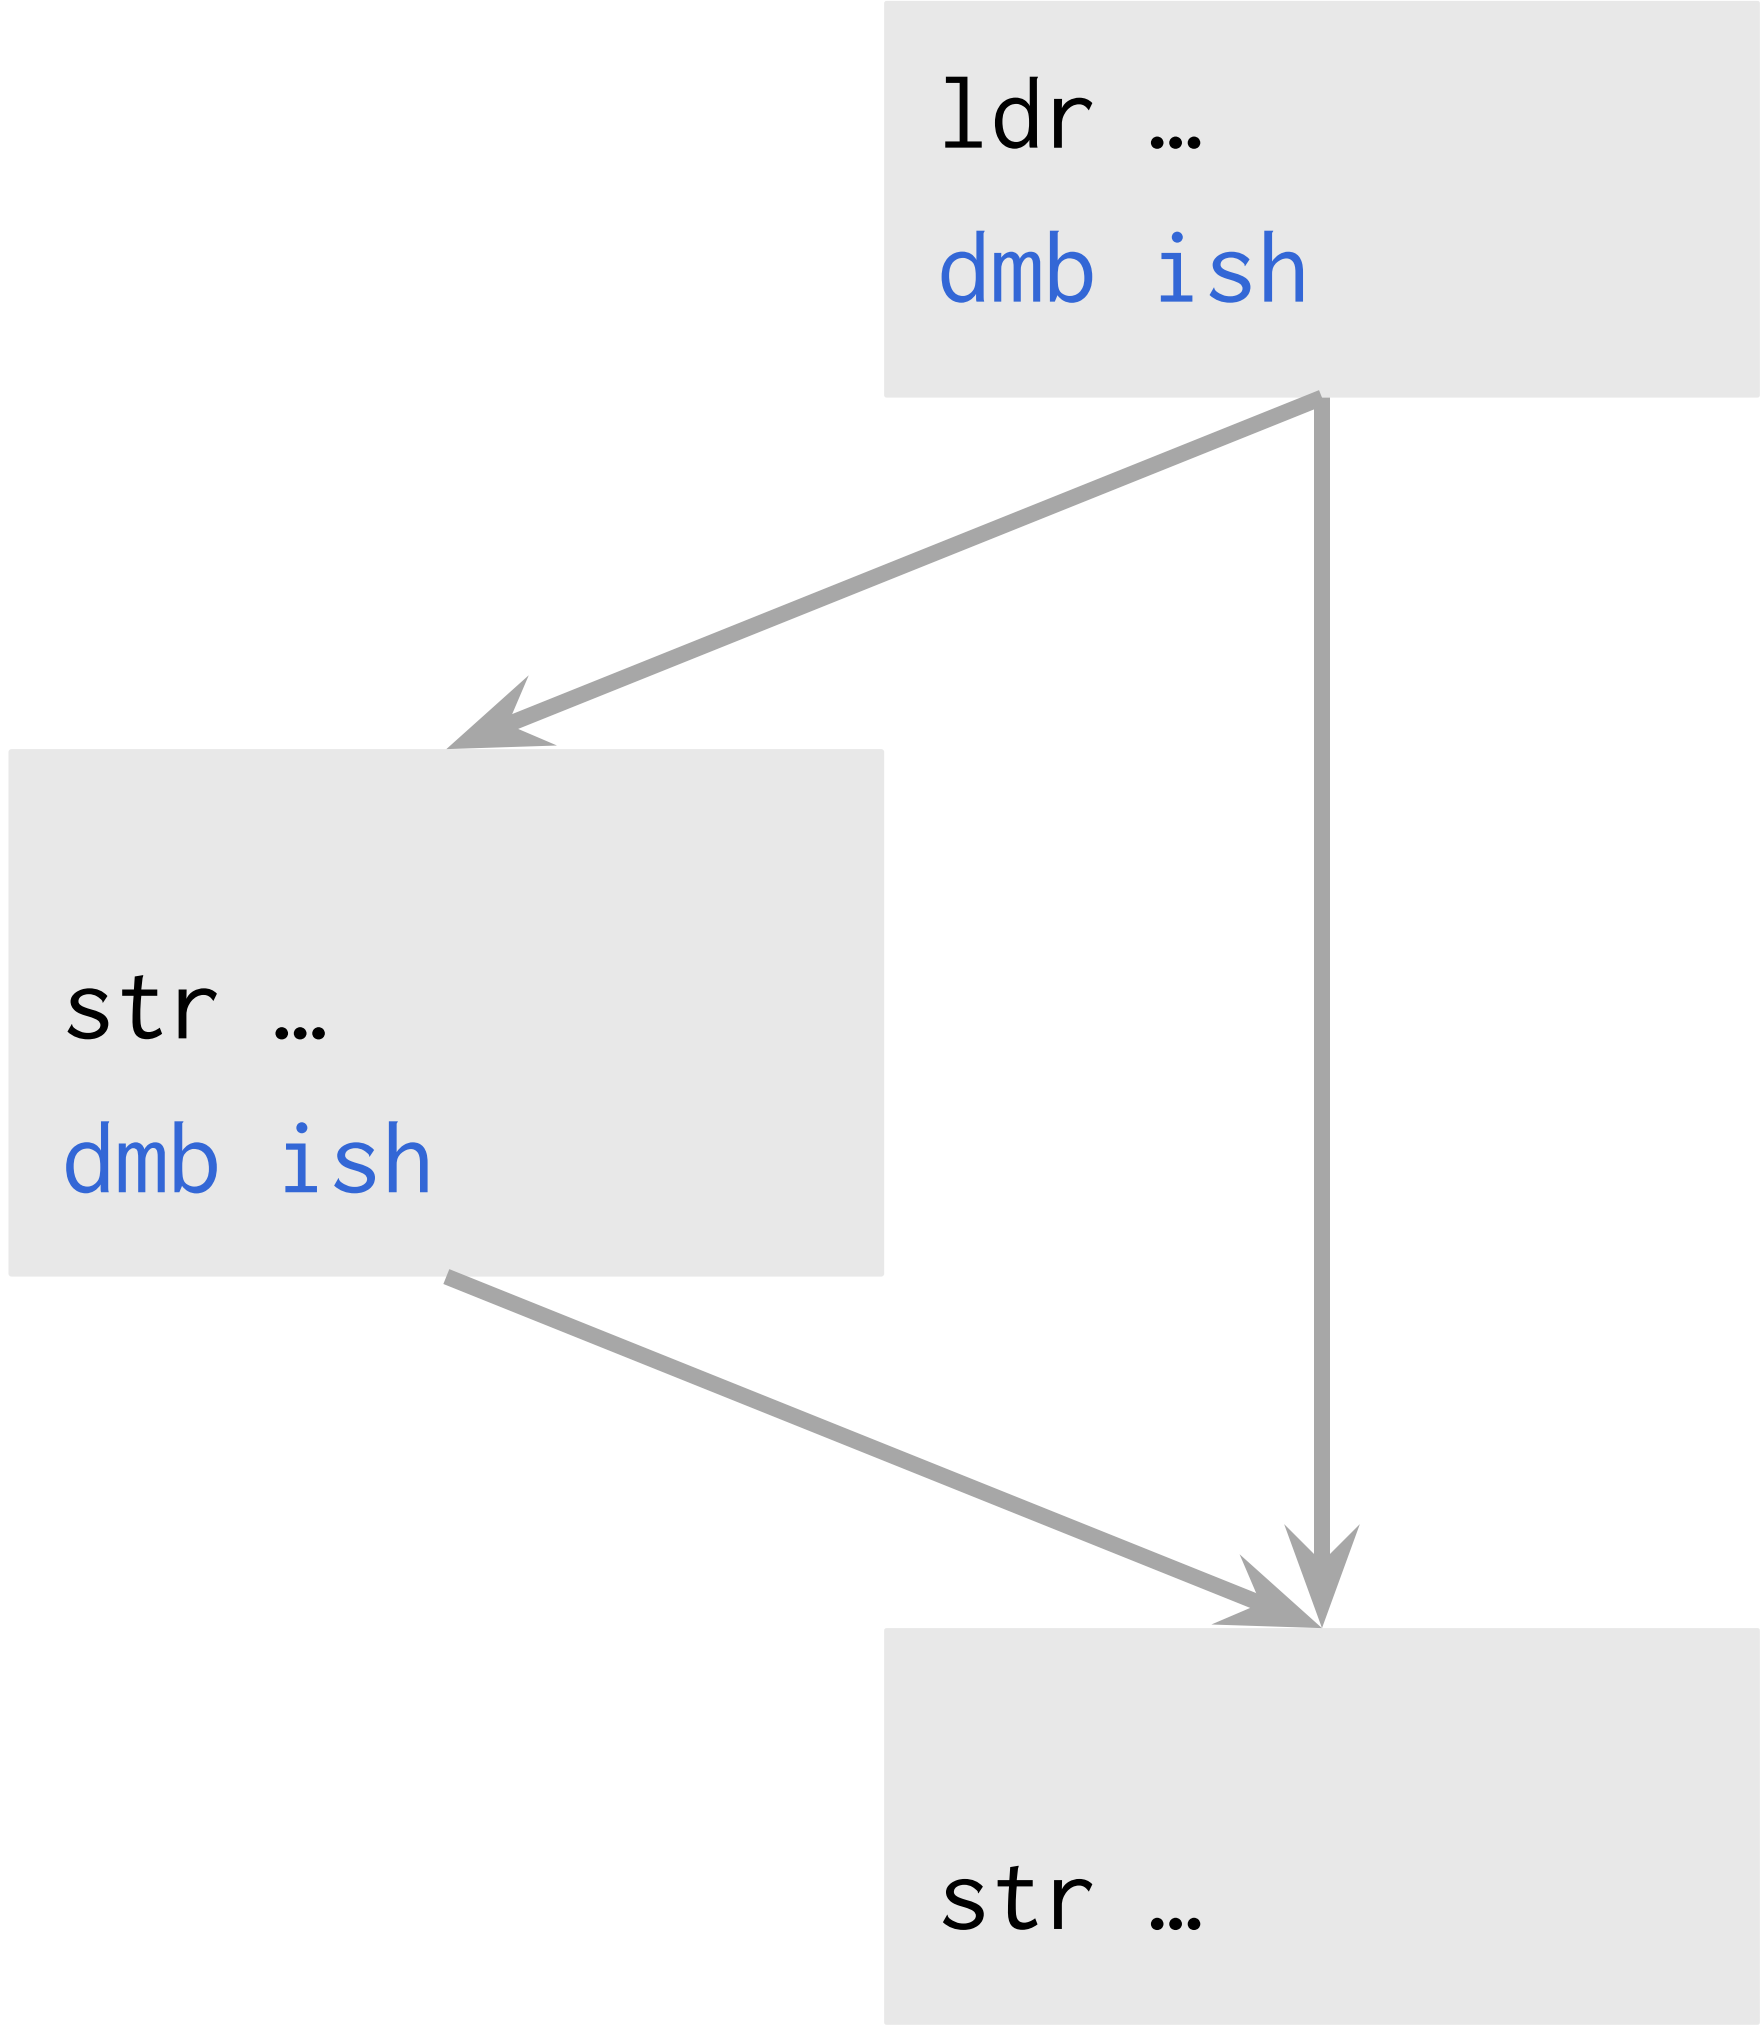 ldr …
dmb ish
str …
dmb ish
str …